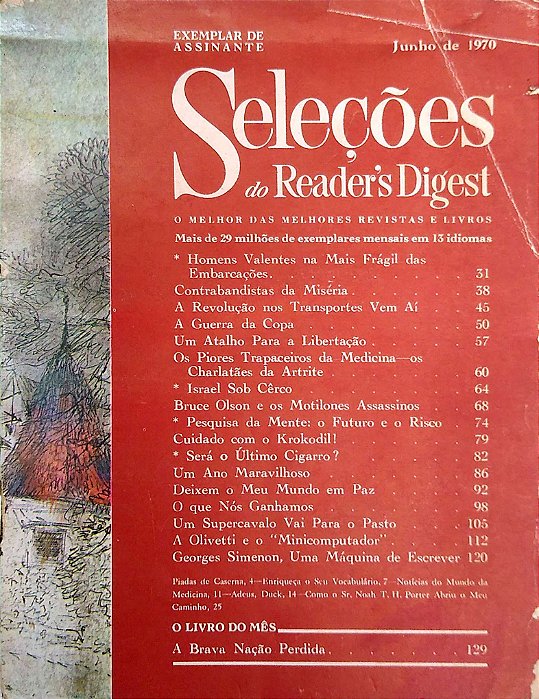 EXEMPLAR DE
ASSINANTE
Junho de 1970
Seleções
do Reader's Digest
O MELHOR DAS MELHORES REVISTAS E LIVROS
Mais de 29 milhões de exemplares mensais em 13 idiomas
* Homens Valentes na Mais Frágil das
Embarcações. . . . . . . . . . 31
Contrabandistas da Miséria . . . . . 38
A Revolução nos Transportes Vem Aí . . 45
A Guerra da Copa . . . . . . . . 50
Um Atalho Para a Libertação . . . . . 57
Os Piores Trapaceiros da Medicina—os
Charlatães da Artrite . . . . . . . 60
* Israel Sob Cêrco . . . . . . . . 64
Bruce Olson e os Motilones Assassinos . . 68
* Pesquisa da Mente: o Futuro e o Risco . 74
Cuidado com o Krokodil! . . . . . . 79
* Será o Último Cigarro? . . . . . . 82
Um Ano Maravilhoso . . . . . . . 86
Deixem o Meu Mundo em Paz . . . . 92
O que Nós Ganhamos . . . . . . . 98
Um Supercavalo Vai Para o Pasto . . . 105
A Olivetti e o "Minicomputador" . . . . 112
Georges Simenon, Uma Máquina de Escrever 120
Piadas de Caserna, 4—Enriqueça o Seu Vocabulário, 7—Notícias do Mundo da
Medicina, 11—Adeus, Duck, 14—Como o Sr. Noah T. H. Porter Abriu o Meu
Caminho, 25
O LIVRO DO MÊS
A Brava Nação Perdida . . . . . . . 129